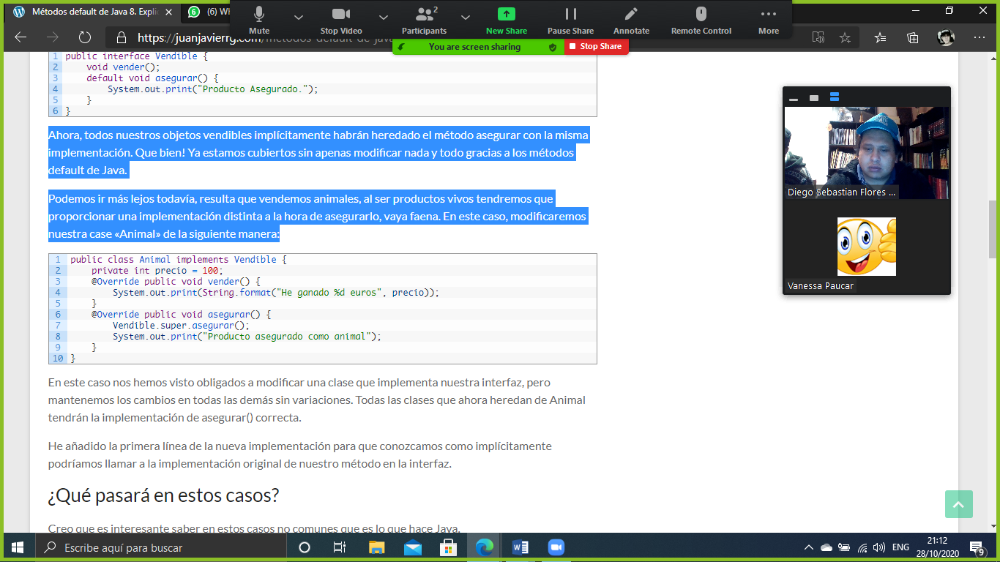 Métodos default de Java 8. Expli
(6) Wh
Mute
Stop Video
Participants
2
New Share
Pause Share
Annotate
Remote Control
More
https://juanjavierrg.com/metodos-default-de-jav
You are screen sharing
Stop Share
1 public interface Vendible {
2 void vender();
3 default void asegurar() {
4 System.out.print("Producto Asegurado.");
5 }
6 }
Ahora, todos nuestros objetos vendibles implícitamente habrán heredado el método asegurar con la misma
implementación. Que bien! Ya estamos cubiertos sin apenas modificar nada y todo gracias a los métodos
default de Java.
Podemos ir más lejos todavía, resulta que vendemos animales, al ser productos vivos tendremos que
proporcionar una implementación distinta a la hora de asegurarlo, vaya faena. En este caso, modificaremos
nuestra case «Animal» de la siguiente manera:
1 public class Animal implements Vendible {
2 private int precio = 100;
3 @Override public void vender() {
4 System.out.print(String.format("He ganado %d euros", precio));
5 }
6 @Override public void asegurar() {
7 Vendible.super.asegurar();
8 System.out.print("Producto asegurado como animal");
9 }
10 }
En este caso nos hemos visto obligados a modificar una clase que implementa nuestra interfaz, pero
mantenemos los cambios en todas las demás sin variaciones. Todas las clases que ahora heredan de Animal
tendrán la implementación de asegurar() correcta.
He añadido la primera línea de la nueva implementación para que conozcamos como implícitamente
podríamos llamar a la implementación original de nuestro método en la interfaz.
¿Qué pasará en estos casos?
Creo que es interesante saber en estos casos no comunes que es lo que hace Java.
Diego Sebastian Flores ...
Vanessa Paucar
Escribe aquí para buscar
ENG
21:12
28/10/2020
9